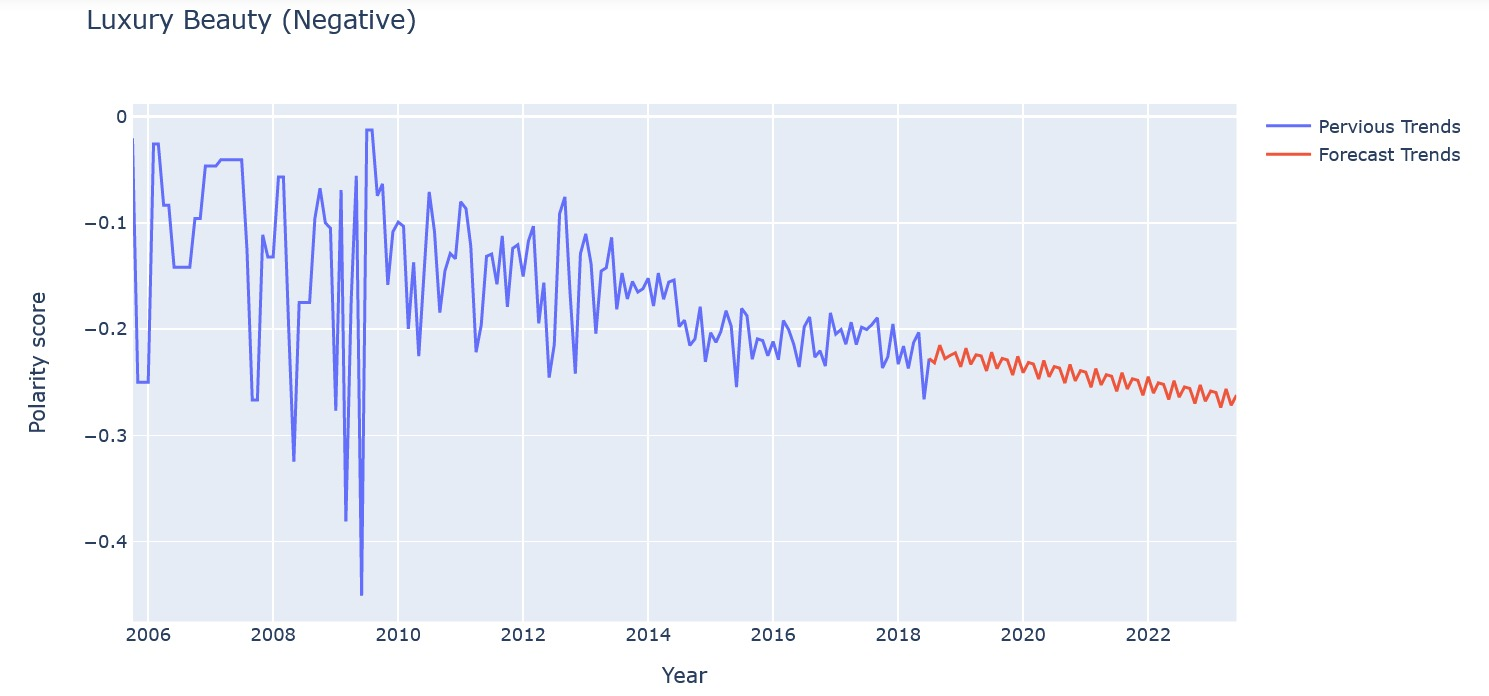 Luxury Beauty (Negative)
0
−0.1
−0.2
−0.3
−0.4
Polarity score
2006 2008 2010 2012 2014 2016 2018 2020 2022
Year
Pervious Trends
Forecast Trends